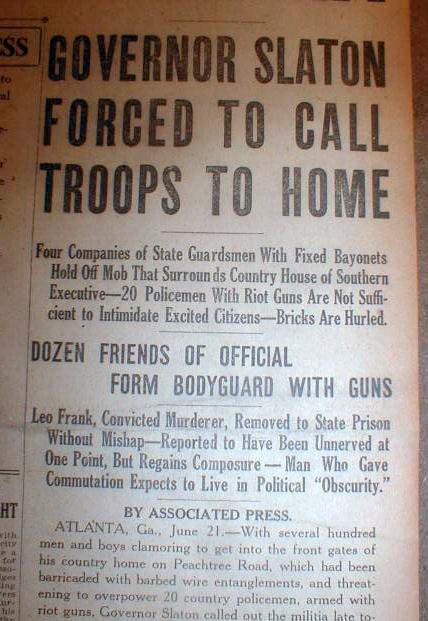 GOVERNOR SLATON
FORCED TO CALL
TROOPS TO HOME
Four Companies of State Guardsmen With Fixed Bayonets
Hold Off Mob That Surrounds Country House of Southern
Executive—20 Policemen With Riot Guns Are Not Suffi-
cient to Intimidate Excited Citizens—Bricks Are Hurled.
DOZEN FRIENDS OF OFFICIAL
FORM BODYGUARD WITH GUNS
Leo Frank, Convicted Murderer, Removed to State Prison
Without Mishap—Reported to Have Been Unnerved at
One Point, But Regains Composure — Man Who Gave
Commutation Expects to Live in Political "Obscurity."
BY ASSOCIATED PRESS.
ATLANTA, Ga., June 21.—With several hundred
men and boys clamoring to get into the front gates of
his country home on Peachtree Road, which had been
barricaded with barbed wire entanglements, and threat-
ening to overpower 20 country policemen, armed with
riot guns, Governor Slaton called out the militia late to-